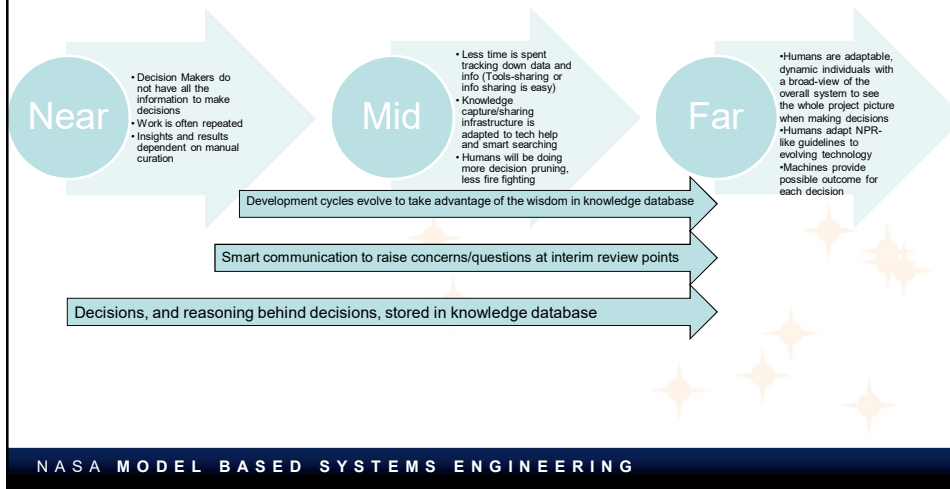 Near
• Decision Makers do
not have all the
information to make
decisions
• Work is often repeated
• Insights and results
dependent on manual
curation
Mid
• Less time is spent
tracking down data and
info (Tools-sharing or
info sharing is easy)
• Knowledge
capture/sharing
infrastructure is
adapted to tech help
and smart searching
• Humans will be doing
more decision pruning,
less fire fighting
Far
•Humans are adaptable,
dynamic individuals with
a broad-view of the
overall system to see
the whole project picture
when making decisions
•Humans adapt NPR-
like guidelines to
evolving technology
•Machines provide
possible outcome for
each decision
Development cycles evolve to take advantage of the wisdom in knowledge database
Smart communication to raise concerns/questions at interim review points
Decisions, and reasoning behind decisions, stored in knowledge database
NASA MODEL BASED SYSTEMS ENGINEERING